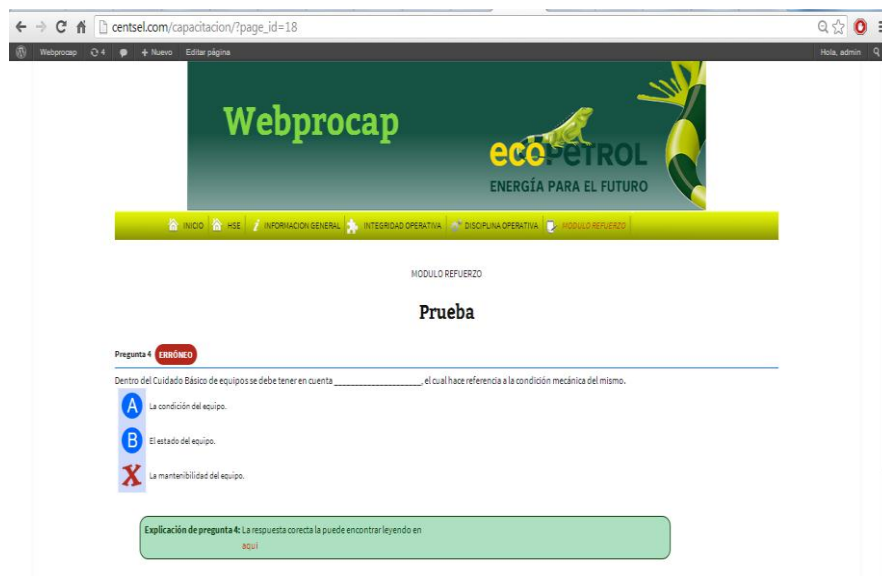 centsel.com/capacitacion/?page_id=18
Webprocap 4 + Nuevo Editar página Hola, admin
Webprocap
ecopetrol
ENERGÍA PARA EL FUTURO
INICIO HSE INFORMACION GENERAL INTEGRIDAD OPERATIVA DISCIPLINA OPERATIVA MODULO REFUERZO
MODULO REFUERZO
Prueba
Pregunta 4 ERRÓNEO
Dentro del Cuidado Básico de equipos se debe tener en cuenta ____________________, el cual hace referencia a la condición mecánica del mismo.
A La condición del equipo.
B El estado del equipo.
X La mantenibilidad del equipo.
Explicación de pregunta 4: La respuesta corecta la puede encontrar leyendo en
aqui